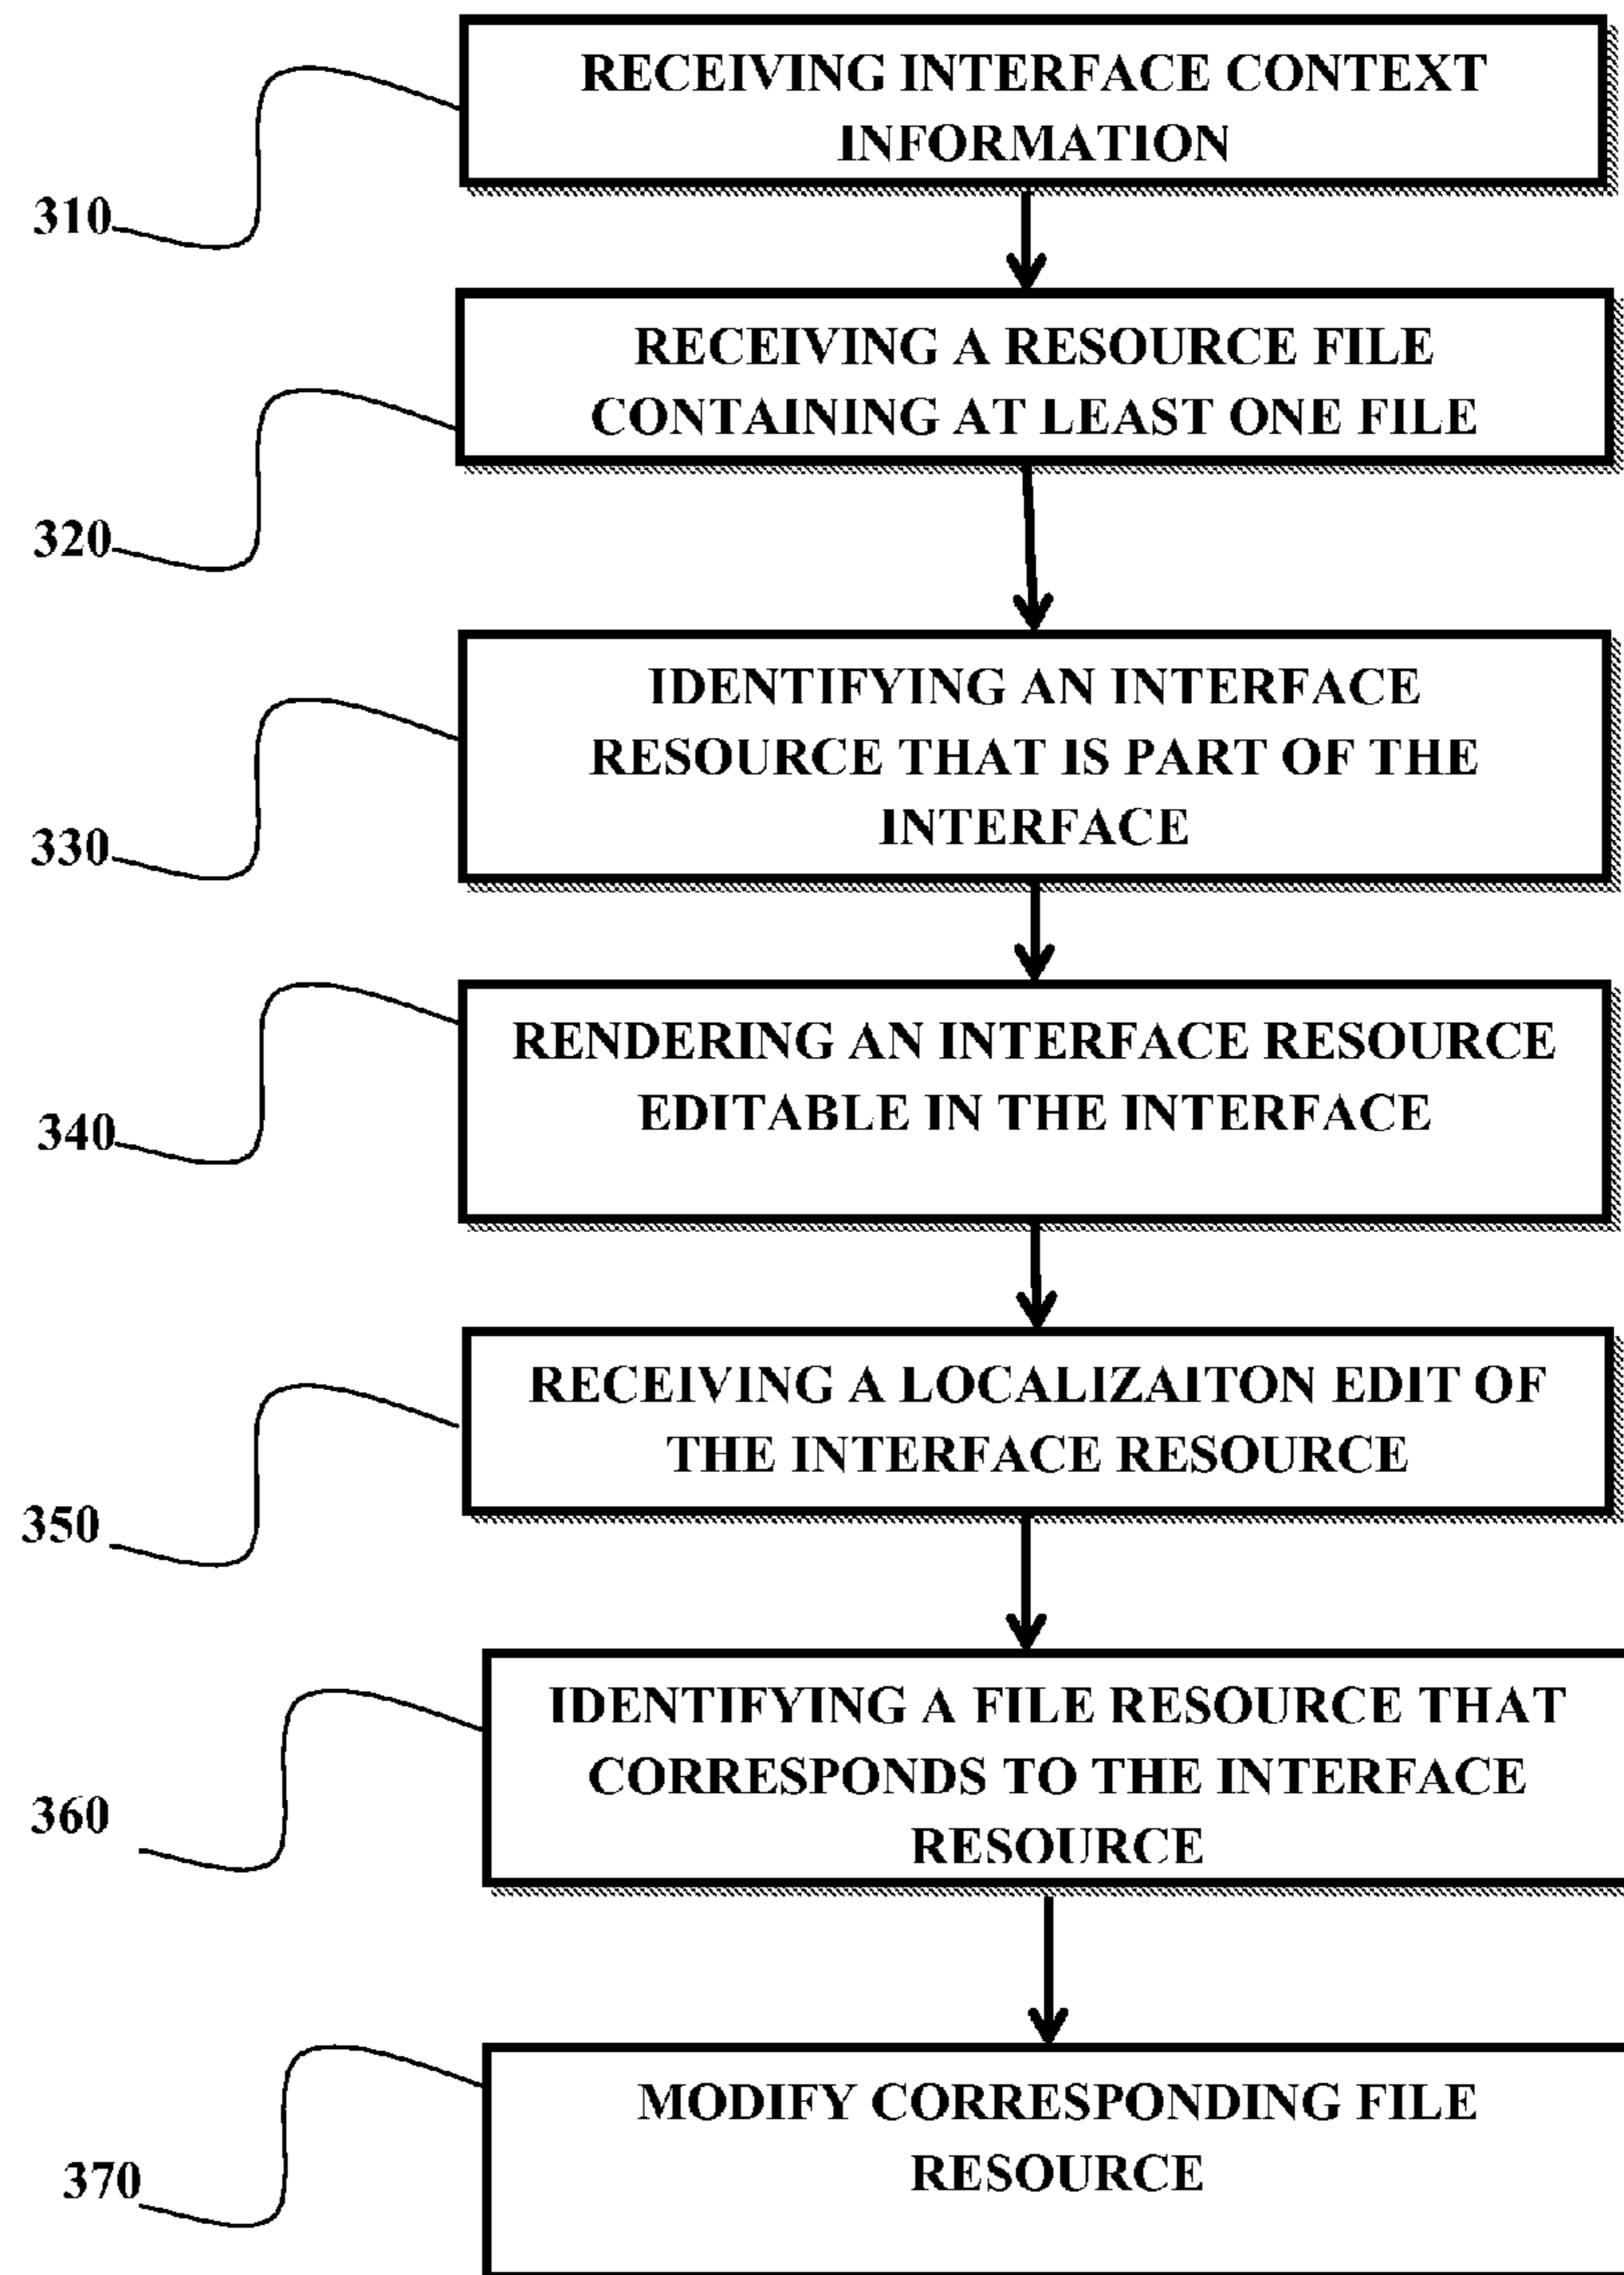 RECEIVING INTERFACE CONTEXT
INFORMATION
310
RECEIVING A RESOURCE FILE
CONTAINING AT LEAST ONE FILE
320
IDENTIFYING AN INTERFACE
RESOURCE THAT IS PART OF THE
INTERFACE
330
RENDERING AN INTERFACE RESOURCE
EDITABLE IN THE INTERFACE
340
RECEIVING A LOCALIZAITON EDIT OF
THE INTERFACE RESOURCE
350
IDENTIFYING A FILE RESOURCE THAT
CORRESPONDS TO THE INTERFACE
RESOURCE
360
MODIFY CORRESPONDING FILE
RESOURCE
370